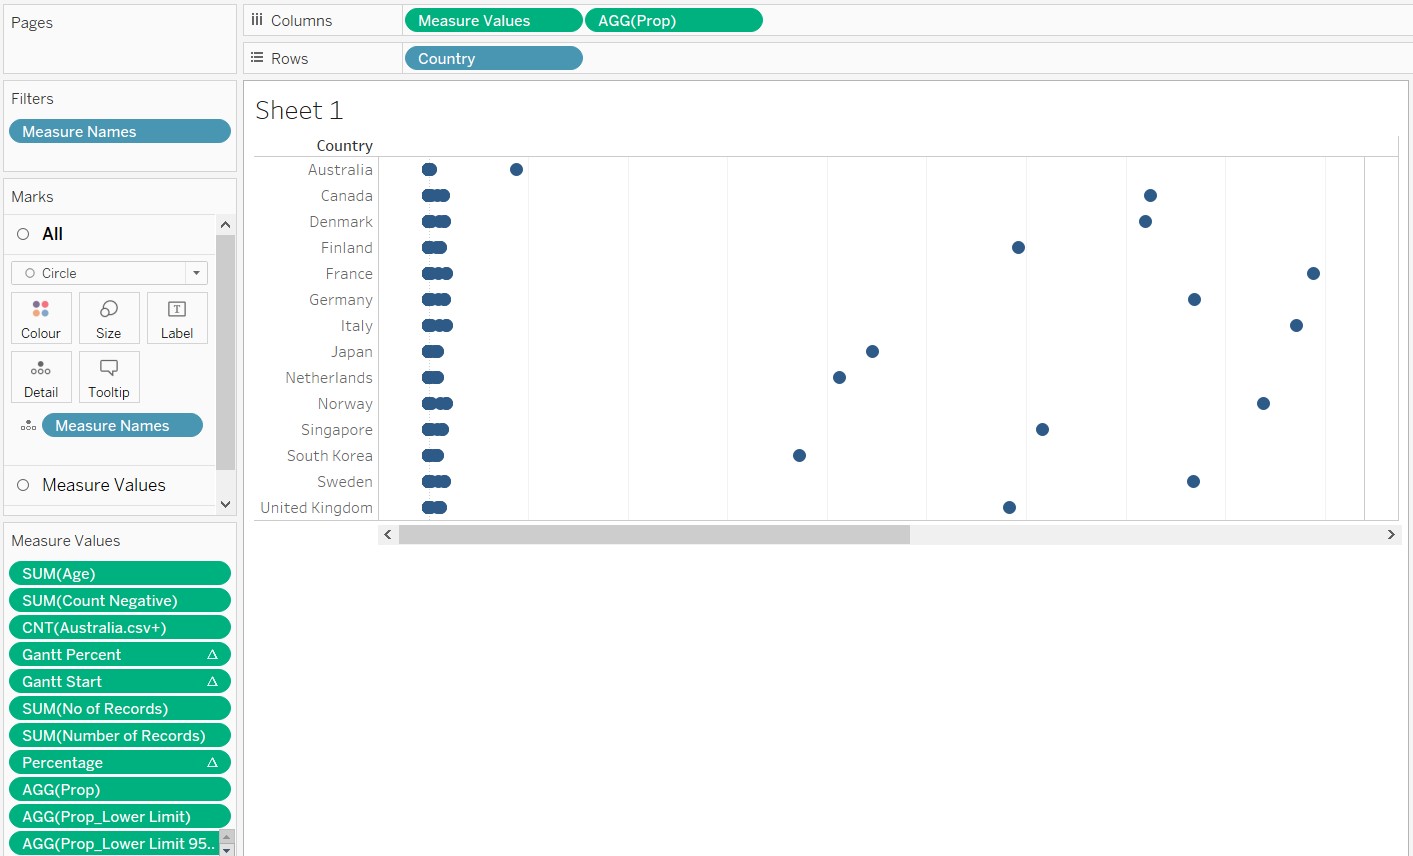 Pages
Columns
Measure Values
AGG(Prop)
Rows
Country
Filters
Measure Names
Marks
All
Circle
Colour
Size
Label
Detail
Tooltip
Measure Names
Measure Values
Measure Values
SUM(Age)
SUM(Count Negative)
CNT(Australia.csv+)
Gantt Percent
Gantt Start
SUM(No of Records)
SUM(Number of Records)
Percentage
AGG(Prop)
AGG(Prop_Lower Limit)
AGG(Prop_Lower Limit 95..
Sheet 1
Country
Australia
Canada
Denmark
Finland
France
Germany
Italy
Japan
Netherlands
Norway
Singapore
South Korea
Sweden
United Kingdom